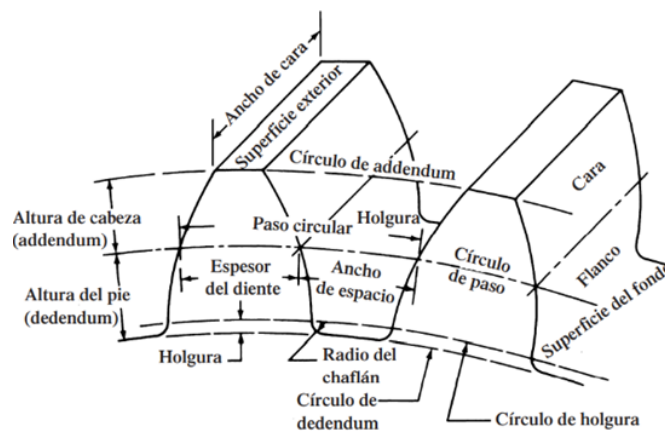 Ancho de cara
Superficie exterior
Círculo de addendum
Cara
Altura de cabeza
(addendum)
Paso circular
Holgura
Círculo
de paso
Flanco
Espesor
del diente
Ancho
de espacio
Altura del pie
(dedendum)
Superficie del fond
Holgura
Radio del
chaflán
Círculo de
dedendum
Círculo de holgura